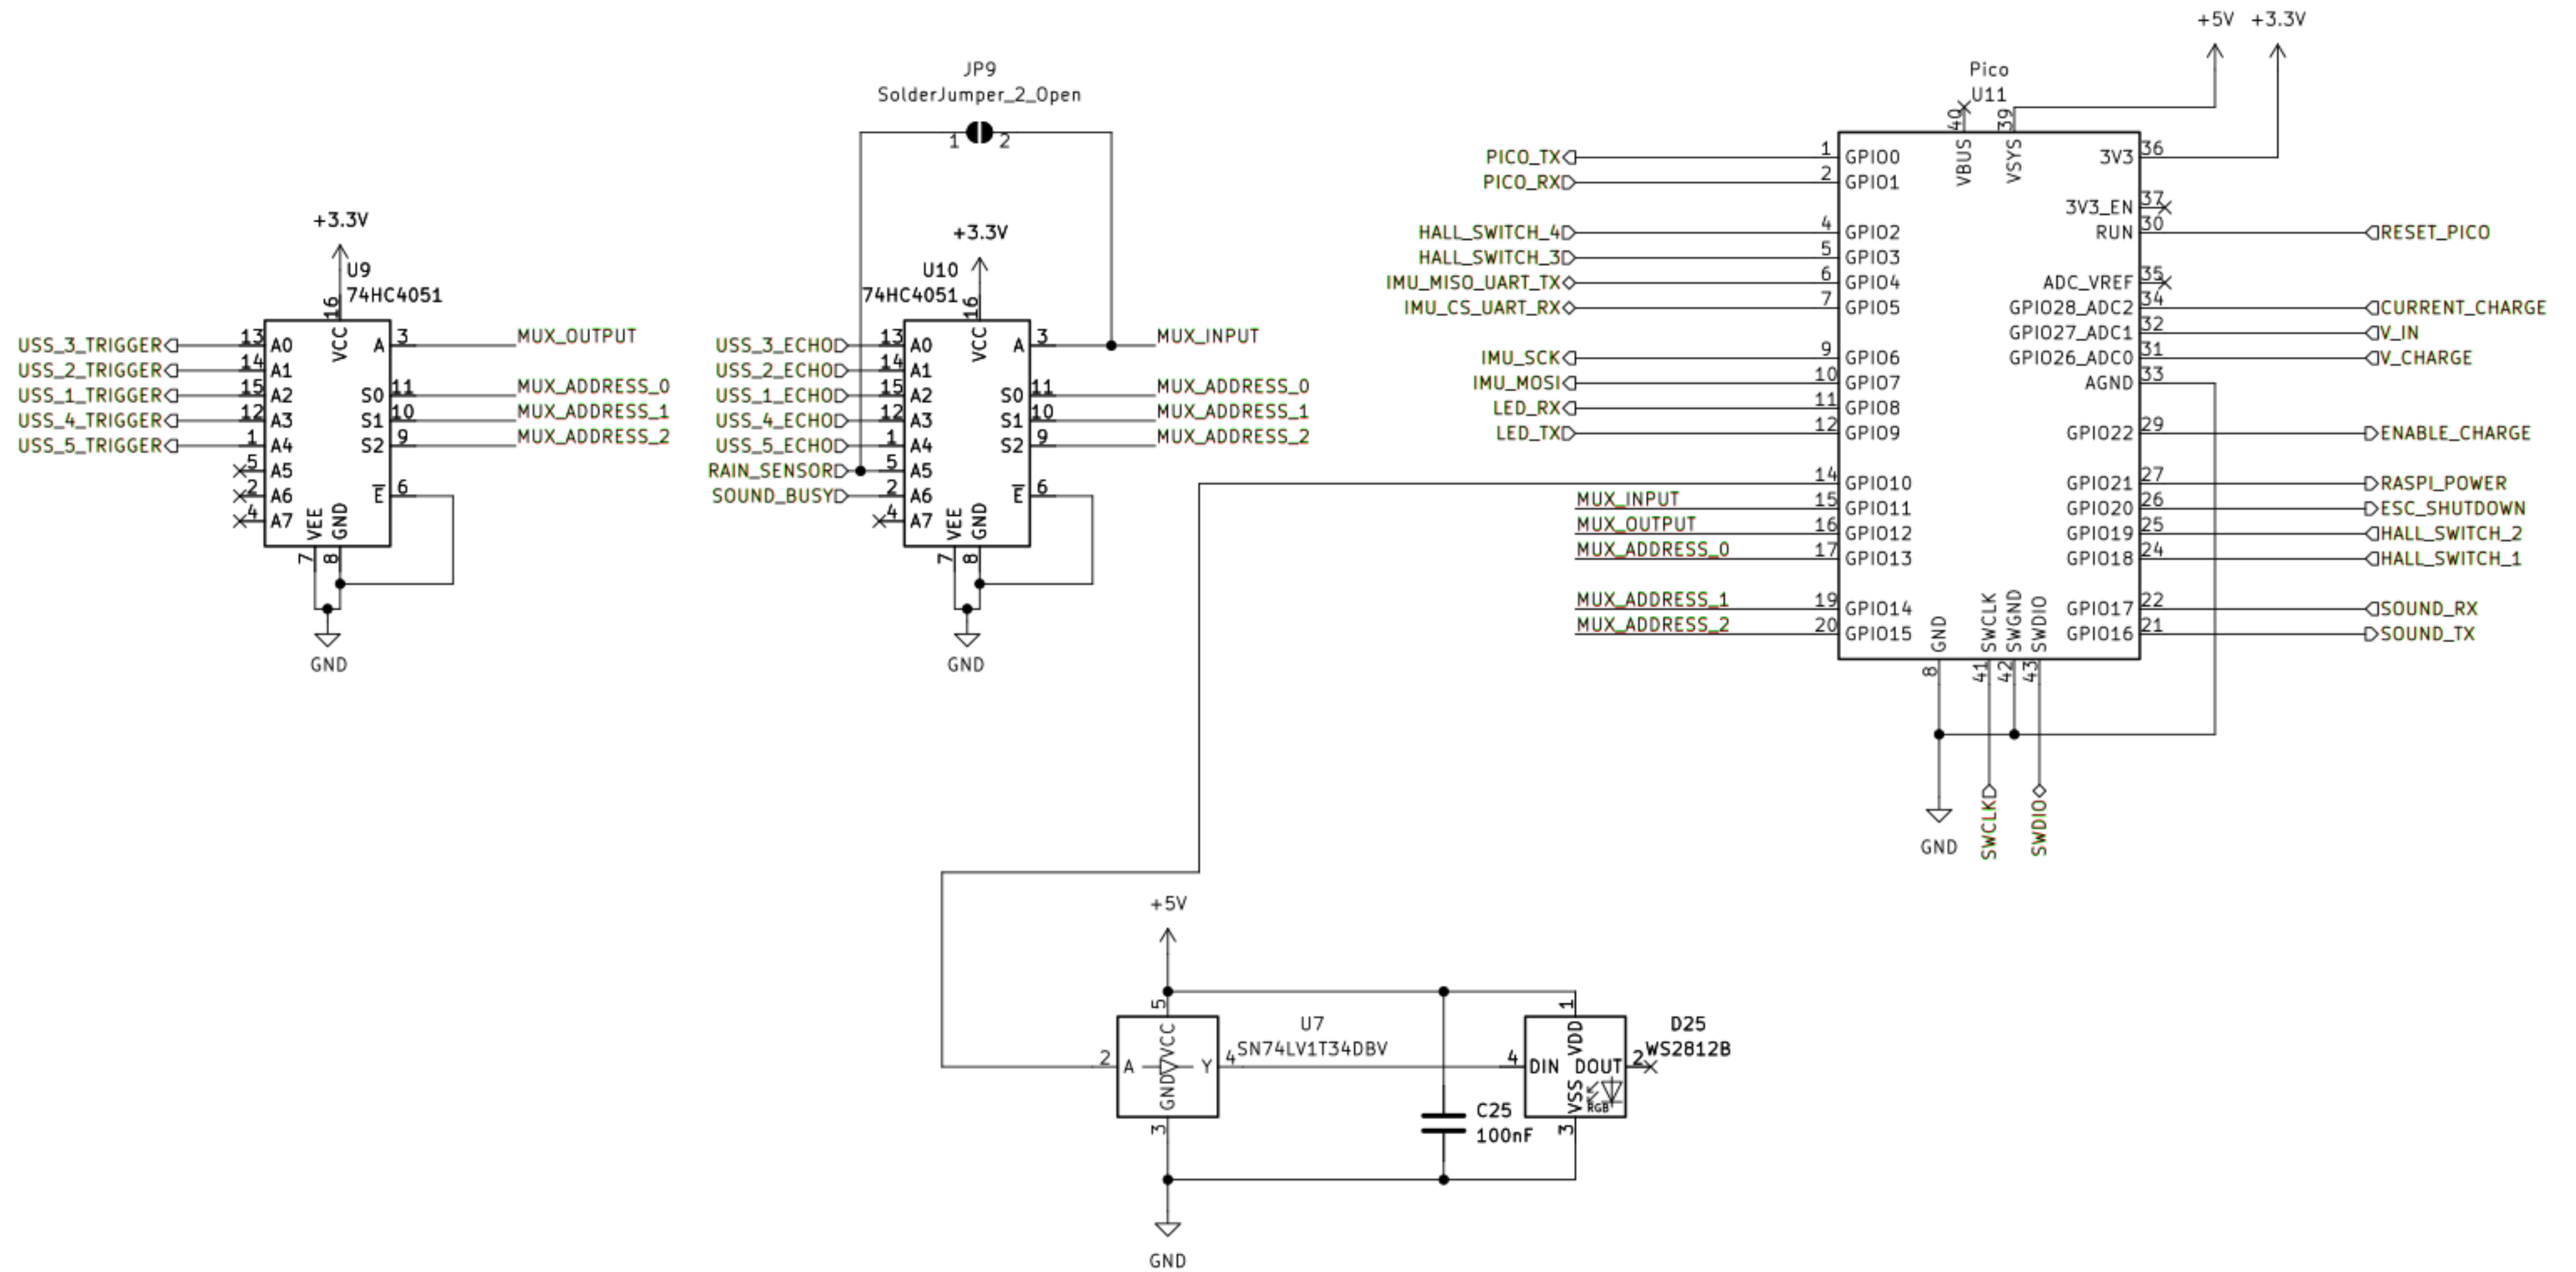 +5V +3.3V
JP9
SolderJumper_2_Open
1 2
Pico
U11
40 39
VBUS VSYS
PICO_TX 1 GPIO0 3V3 36
PICO_RX 2 GPIO1
3V3_EN 37
HALL_SWITCH_4 4 GPIO2 RUN 30 RESET_PICO
HALL_SWITCH_3 5 GPIO3
IMU_MISO_UART_TX 6 GPIO4 ADC_VREF 35
IMU_CS_UART_RX 7 GPIO5 GPIO28_ADC2 34 CURRENT_CHARGE
GPIO27_ADC1 32 V_IN
IMU_SCK 9 GPIO6 GPIO26_ADC0 31 V_CHARGE
IMU_MOSI 10 GPIO7 AGND 33
LED_RX 11 GPIO8
LED_TX 12 GPIO9 GPIO22 29 ENABLE_CHARGE
14 GPIO10 GPIO21 27 RASPI_POWER
MUX_INPUT 15 GPIO11 GPIO20 26 ESC_SHUTDOWN
MUX_OUTPUT 16 GPIO12 GPIO19 25 HALL_SWITCH_2
MUX_ADDRESS_0 17 GPIO13 GPIO18 24 HALL_SWITCH_1
MUX_ADDRESS_1 19 GPIO14 GPIO17 22 SOUND_RX
MUX_ADDRESS_2 20 GPIO15 GPIO16 21 SOUND_TX
GND SWCLK SWGND SWDIO
8 41 42 43
GND SWCLK SWDIO
+3.3V
U9
74HC4051
16
VCC
USS_3_TRIGGER 13 A0 A 3 MUX_OUTPUT
USS_2_TRIGGER 14 A1
USS_1_TRIGGER 15 A2 S0 11 MUX_ADDRESS_0
USS_4_TRIGGER 12 A3 S1 10 MUX_ADDRESS_1
USS_5_TRIGGER 1 A4 S2 9 MUX_ADDRESS_2
5 A5
2 A6 E 6
4 A7
VEE GND
7 8
GND
+3.3V
U10
74HC4051
16
VCC
USS_3_ECHO 13 A0 A 3 MUX_INPUT
USS_2_ECHO 14 A1
USS_1_ECHO 15 A2 S0 11 MUX_ADDRESS_0
USS_4_ECHO 12 A3 S1 10 MUX_ADDRESS_1
USS_5_ECHO 1 A4 S2 9 MUX_ADDRESS_2
RAIN_SENSOR 5 A5
SOUND_BUSY 2 A6 E 6
4 A7
VEE GND
7 8
GND
+5V
5 1
U7 D25
SN74LV1T34DBV WS2812B
VCC VDD
2 A Y 4 4 DIN DOUT 2
GND VSS RGB
C25
100nF
3 3
GND